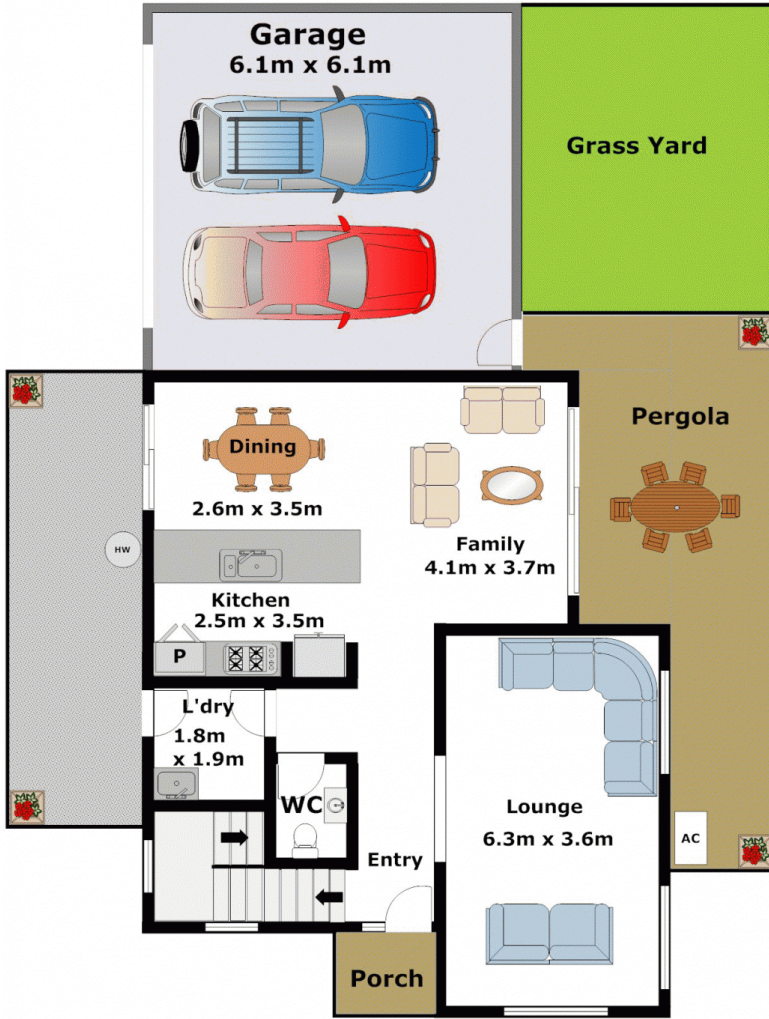 Garage
6.1m x 6.1m
Grass Yard
Pergola
Dining
2.6m x 3.5m
HW
Family
4.1m x 3.7m
Kitchen
2.5m x 3.5m
P
L'dry
1.8m
x 1.9m
WC
Lounge
6.3m x 3.6m
AC
Entry
Porch